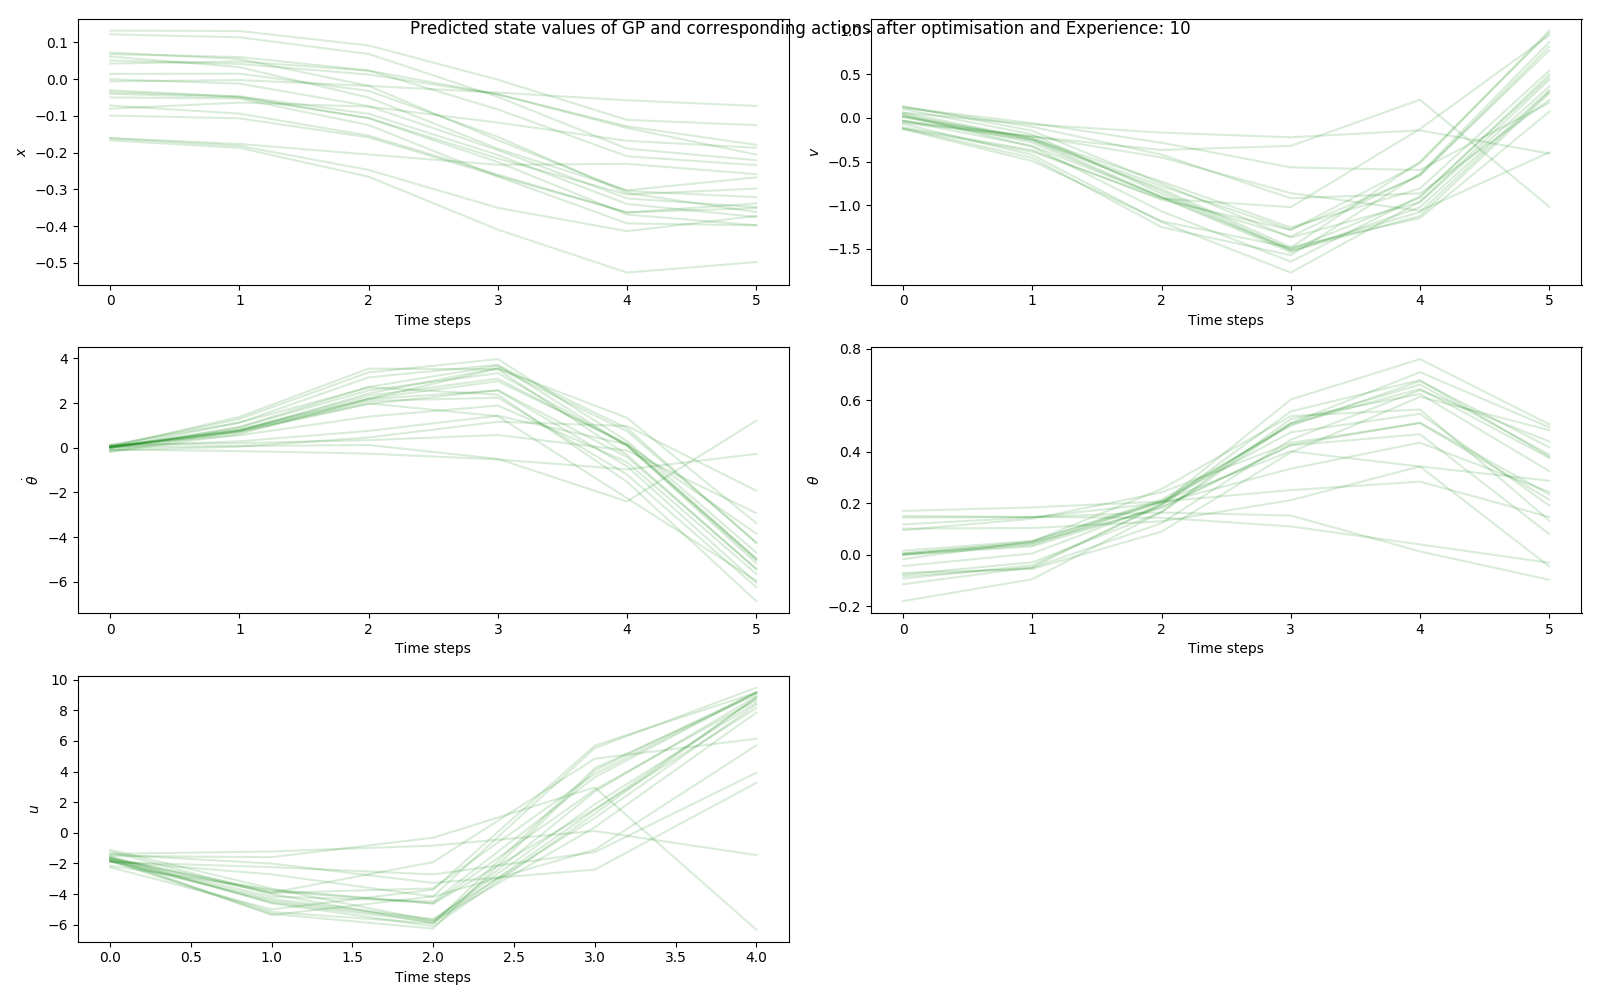 Predicted state values of GP and corresponding actions after optimisation and Experience: 10
0.1
0.0
−0.1
−0.2
−0.3
−0.4
−0.5
x
0 1 2 3 4 5
Time steps
1.0
0.5
0.0
−0.5
−1.0
−1.5
v
0 1 2 3 4 5
Time steps
4
2
0
−2
−4
−6
θ̇
0 1 2 3 4 5
Time steps
0.8
0.6
0.4
0.2
0.0
−0.2
θ
0 1 2 3 4 5
Time steps
10
8
6
4
2
0
−2
−4
−6
u
0.0 0.5 1.0 1.5 2.0 2.5 3.0 3.5 4.0
Time steps